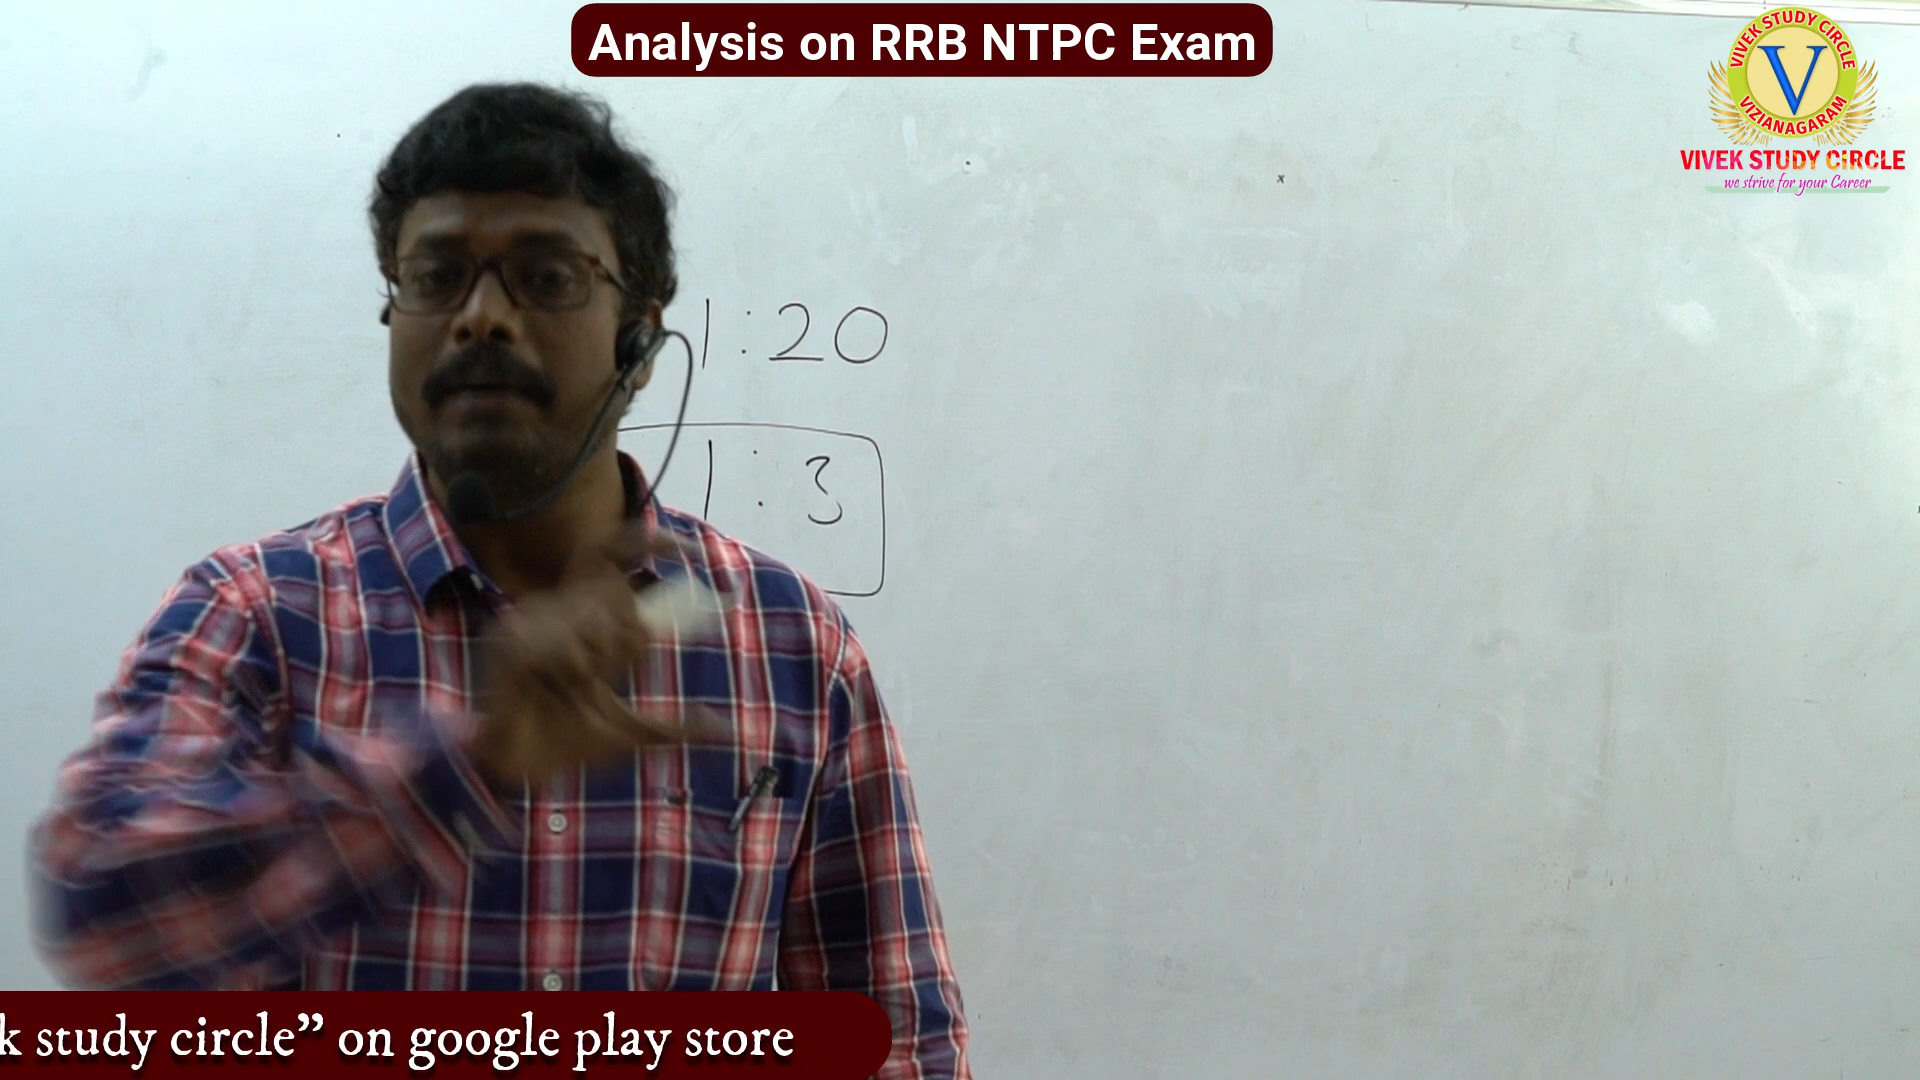 Analysis on RRB NTPC Exam
VIVEK STUDY CIRCLE
V
VIZIANAGARAM
VIVEK STUDY CIRCLE
we strive for your Career
1 : 20
1 : 3
k study circle” on google play store